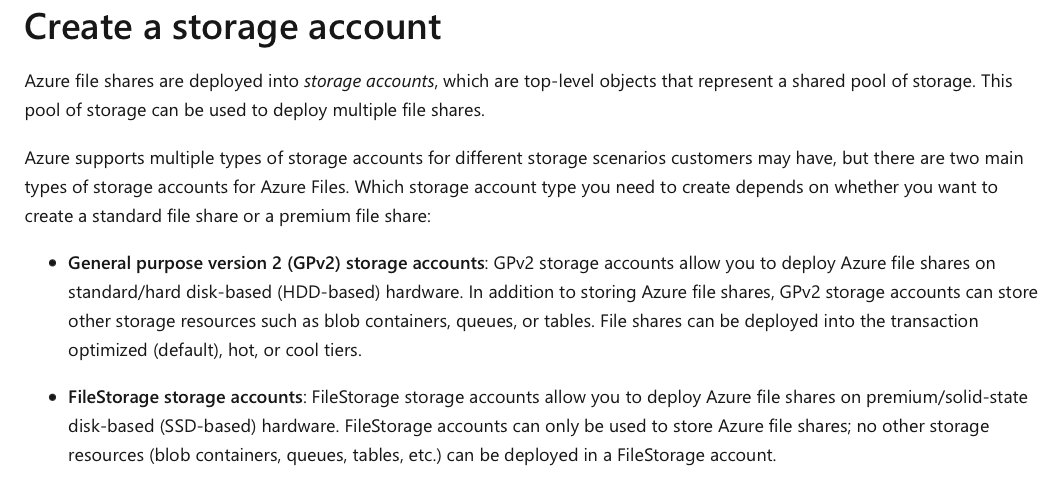 Create a storage account
Azure file shares are deployed into storage accounts, which are top-level objects that represent a shared pool of storage. This
pool of storage can be used to deploy multiple file shares.
Azure supports multiple types of storage accounts for different storage scenarios customers may have, but there are two main
types of storage accounts for Azure Files. Which storage account type you need to create depends on whether you want to
create a standard file share or a premium file share:
• General purpose version 2 (GPv2) storage accounts: GPv2 storage accounts allow you to deploy Azure file shares on
standard/hard disk-based (HDD-based) hardware. In addition to storing Azure file shares, GPv2 storage accounts can store
other storage resources such as blob containers, queues, or tables. File shares can be deployed into the transaction
optimized (default), hot, or cool tiers.
• FileStorage storage accounts: FileStorage storage accounts allow you to deploy Azure file shares on premium/solid-state
disk-based (SSD-based) hardware. FileStorage accounts can only be used to store Azure file shares; no other storage
resources (blob containers, queues, tables, etc.) can be deployed in a FileStorage account.